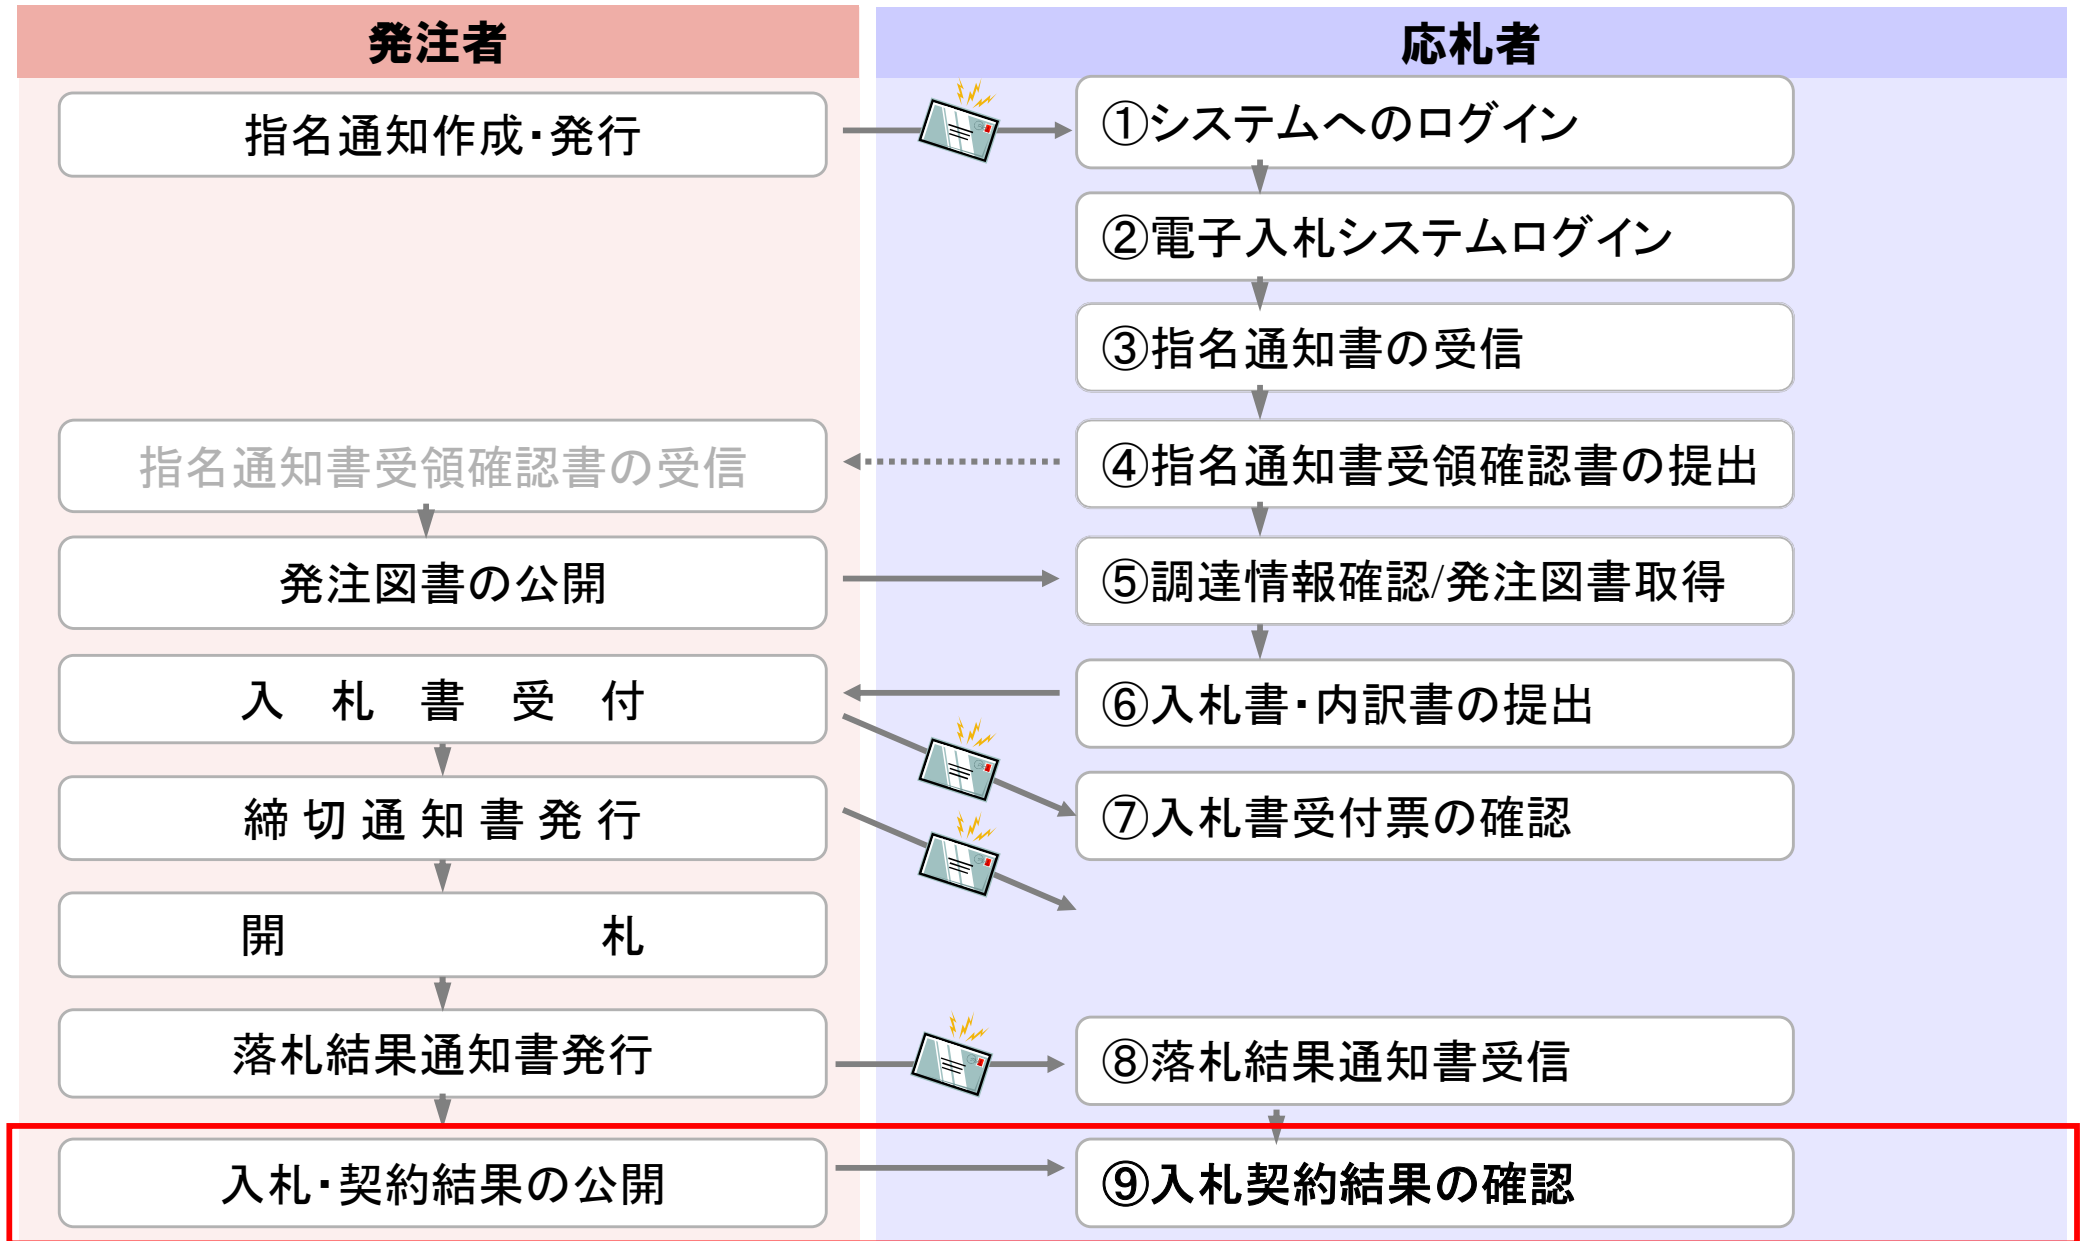 発注者
応札者
指名通知作成・発行
①システムへのログイン
②電子入札システムログイン
③指名通知書の受信
指名通知書受領確認書の受信
④指名通知書受領確認書の提出
発注図書の公開
⑤調達情報確認/発注図書取得
入 札 書 受 付
⑥入札書・内訳書の提出
締切通知書発行
⑦入札書受付票の確認
開 札
落札結果通知書発行
⑧落札結果通知書受信
入札・契約結果の公開
⑨入札契約結果の確認